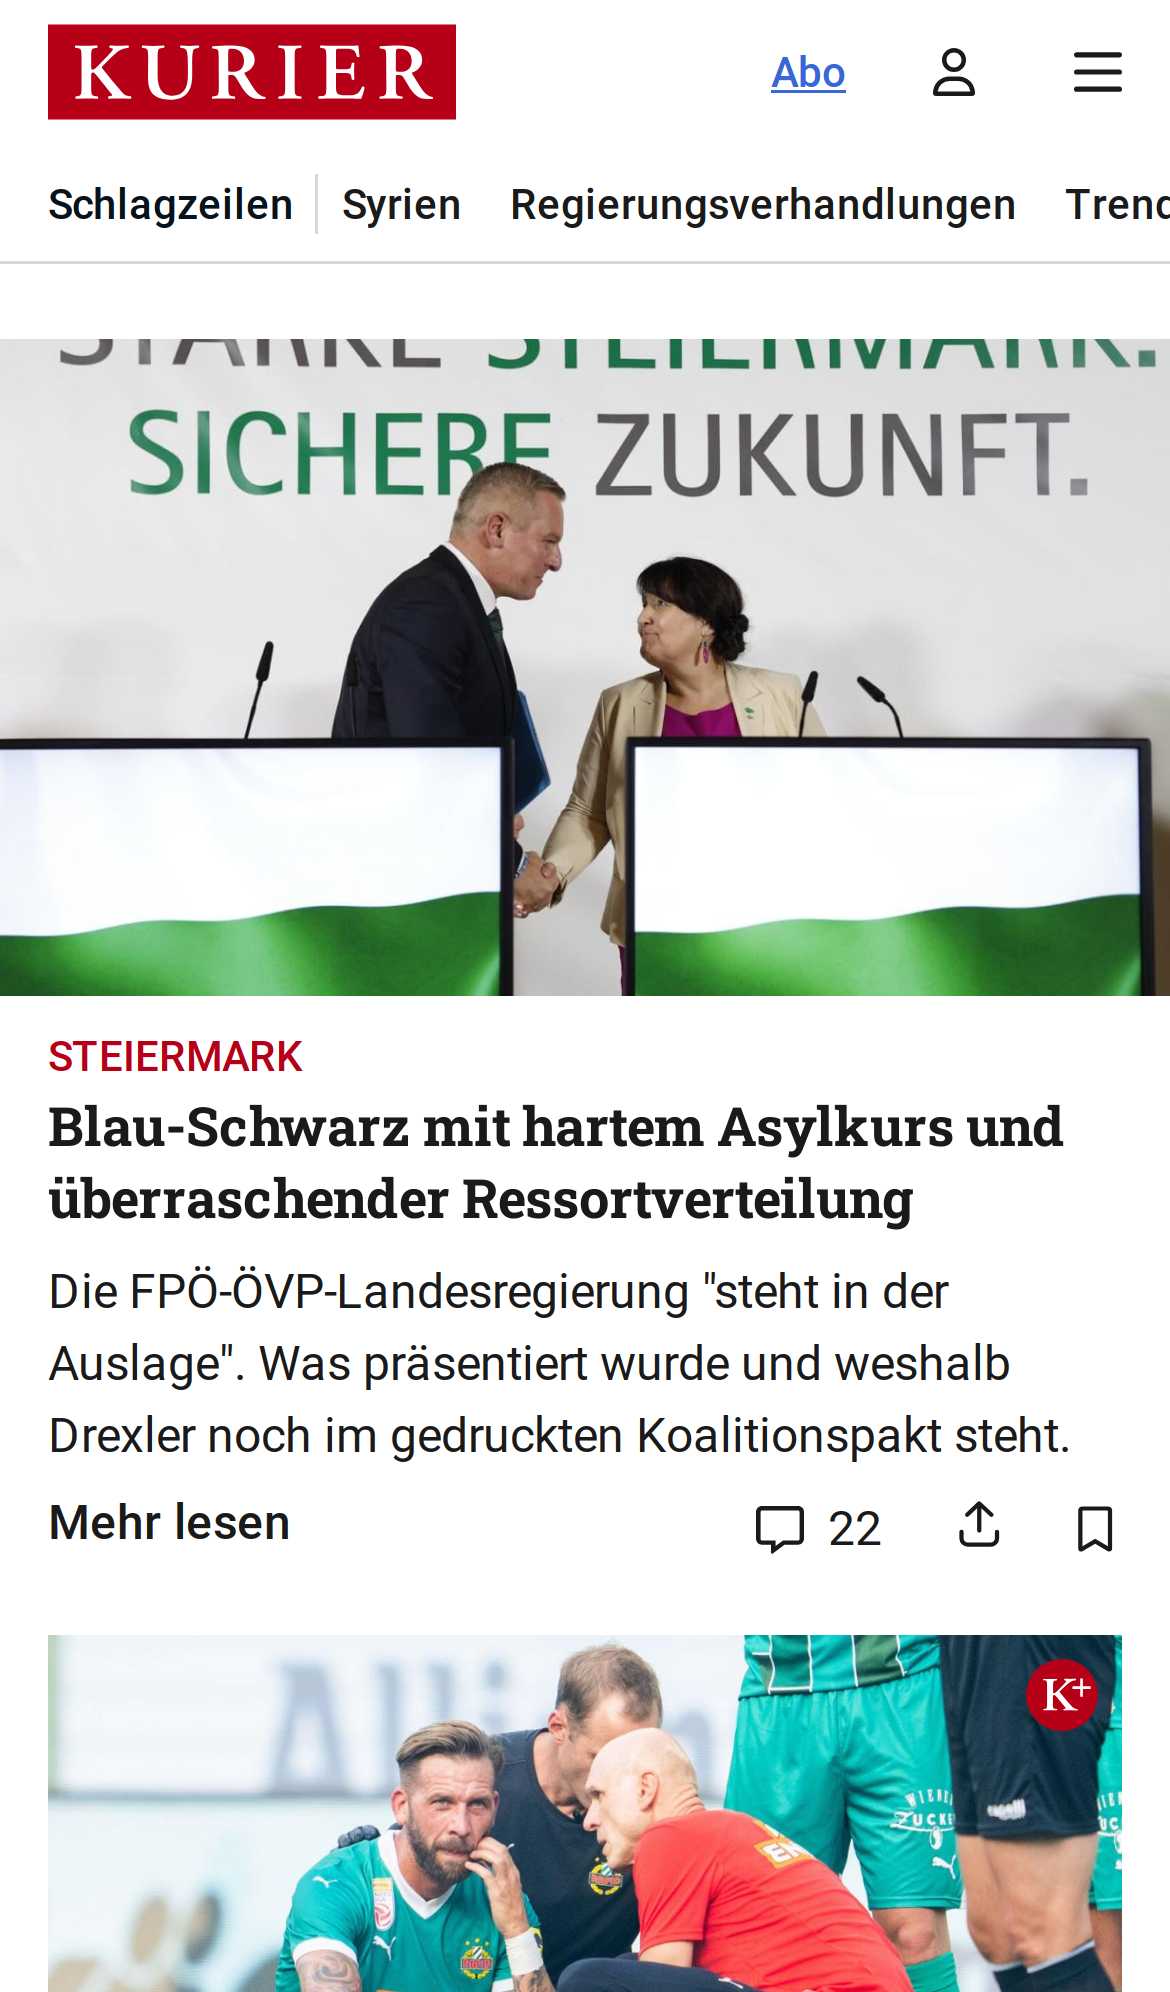 KURIER
Abo
Schlagzeilen
Syrien
Regierungsverhandlungen
STARKE STEIERMARK.
SICHERE ZUKUNFT.
STEIERMARK
Blau-Schwarz mit hartem Asylkurs und
überraschender Ressortverteilung
Die FPÖ-ÖVP-Landesregierung "steht in der
Auslage". Was präsentiert wurde und weshalb
Drexler noch im gedruckten Koalitionspakt steht.
Mehr lesen
22
K+